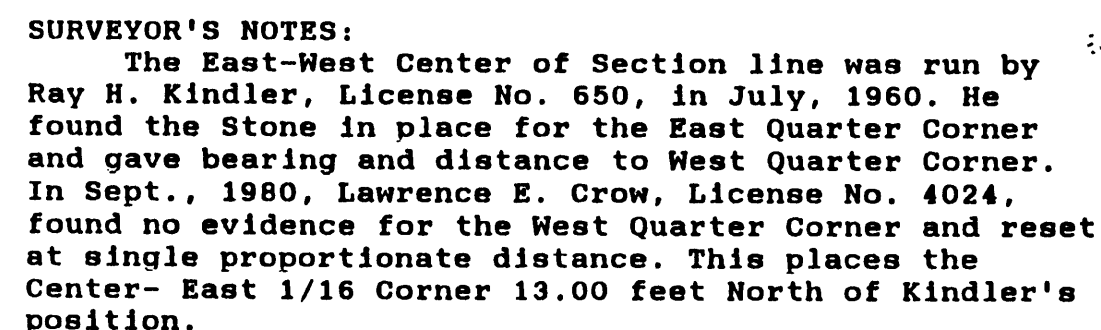 SURVEYOR'S NOTES:
The East-West Center of Section line was run by
Ray H. Kindler, License No. 650, in July, 1960. He
found the Stone in place for the East Quarter Corner
and gave bearing and distance to West Quarter Corner.
In Sept., 1980, Lawrence E. Crow, License No. 4024,
found no evidence for the West Quarter Corner and reset
at single proportionate distance. This places the
Center- East 1/16 Corner 13.00 feet North of Kindler's
position.